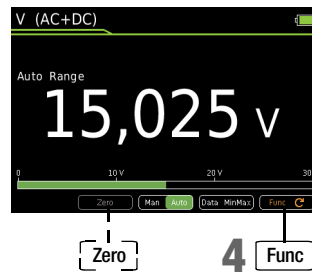 V (AC+DC)
Auto Range
15,025 V
0 10 V 20 V 30
Zero Man Auto Data MinMax Func
Zero 4 Func